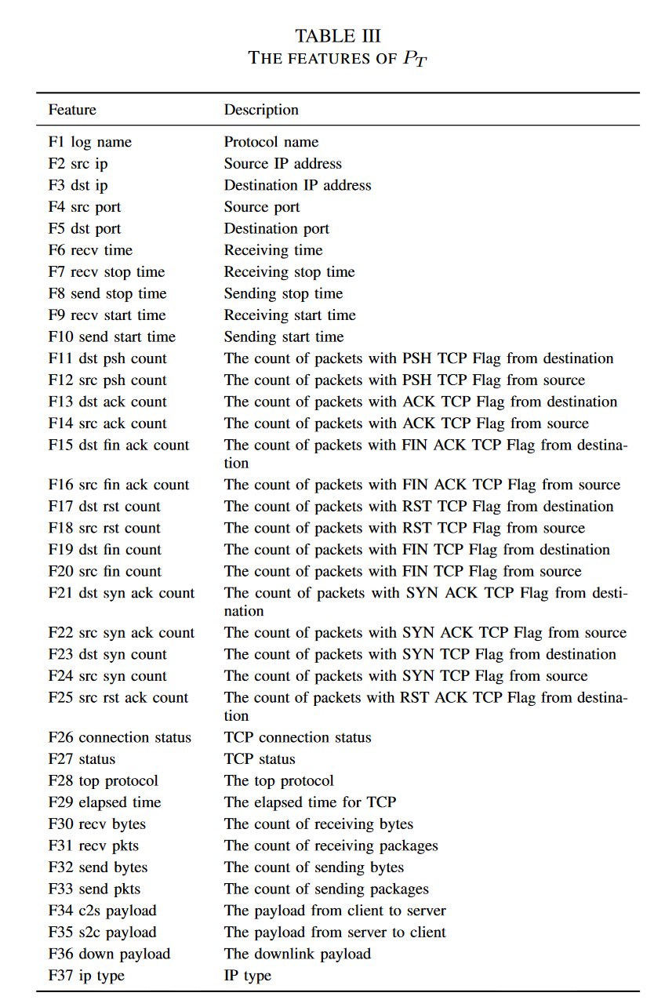 TABLE III
THE FEATURES OF P_T
Feature Description
F1 log name Protocol name
F2 src ip Source IP address
F3 dst ip Destination IP address
F4 src port Source port
F5 dst port Destination port
F6 recv time Receiving time
F7 recv stop time Receiving stop time
F8 send stop time Sending stop time
F9 recv start time Receiving start time
F10 send start time Sending start time
F11 dst psh count The count of packets with PSH TCP Flag from destination
F12 src psh count The count of packets with PSH TCP Flag from source
F13 dst ack count The count of packets with ACK TCP Flag from destination
F14 src ack count The count of packets with ACK TCP Flag from source
F15 dst fin ack count The count of packets with FIN ACK TCP Flag from destina-
tion
F16 src fin ack count The count of packets with FIN ACK TCP Flag from source
F17 dst rst count The count of packets with RST TCP Flag from destination
F18 src rst count The count of packets with RST TCP Flag from source
F19 dst fin count The count of packets with FIN TCP Flag from destination
F20 src fin count The count of packets with FIN TCP Flag from source
F21 dst syn ack count The count of packets with SYN ACK TCP Flag from desti-
nation
F22 src syn ack count The count of packets with SYN ACK TCP Flag from source
F23 dst syn count The count of packets with SYN TCP Flag from destination
F24 src syn count The count of packets with SYN TCP Flag from source
F25 src rst ack count The count of packets with RST ACK TCP Flag from destina-
tion
F26 connection status TCP connection status
F27 status TCP status
F28 top protocol The top protocol
F29 elapsed time The elapsed time for TCP
F30 recv bytes The count of receiving bytes
F31 recv pkts The count of receiving packages
F32 send bytes The count of sending bytes
F33 send pkts The count of sending packages
F34 c2s payload The payload from client to server
F35 s2c payload The payload from server to client
F36 down payload The downlink payload
F37 ip type IP type